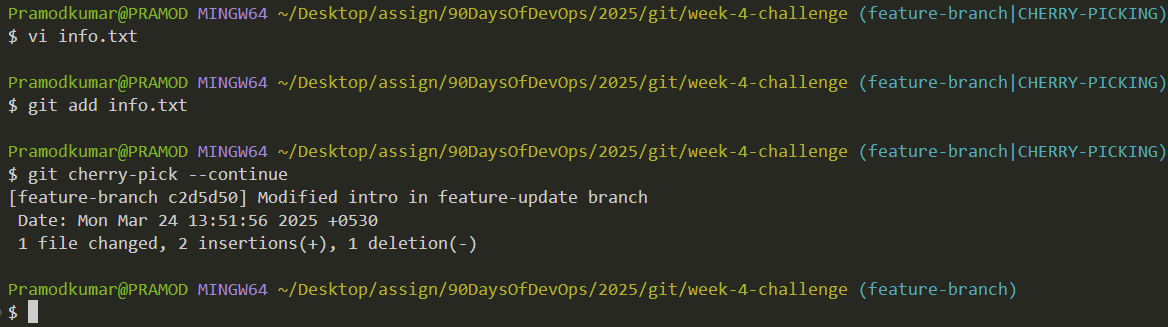 Pramodkumar@PRAMOD MINGW64 ~/Desktop/assign/90DaysOfDevOps/2025/git/week-4-challenge (feature-branch|CHERRY-PICKING)
$ vi info.txt
Pramodkumar@PRAMOD MINGW64 ~/Desktop/assign/90DaysOfDevOps/2025/git/week-4-challenge (feature-branch|CHERRY-PICKING)
$ git add info.txt
Pramodkumar@PRAMOD MINGW64 ~/Desktop/assign/90DaysOfDevOps/2025/git/week-4-challenge (feature-branch|CHERRY-PICKING)
$ git cherry-pick --continue
[feature-branch c2d5d50] Modified intro in feature-update branch
 Date: Mon Mar 24 13:51:56 2025 +0530
 1 file changed, 2 insertions(+), 1 deletion(-)
Pramodkumar@PRAMOD MINGW64 ~/Desktop/assign/90DaysOfDevOps/2025/git/week-4-challenge (feature-branch)
$